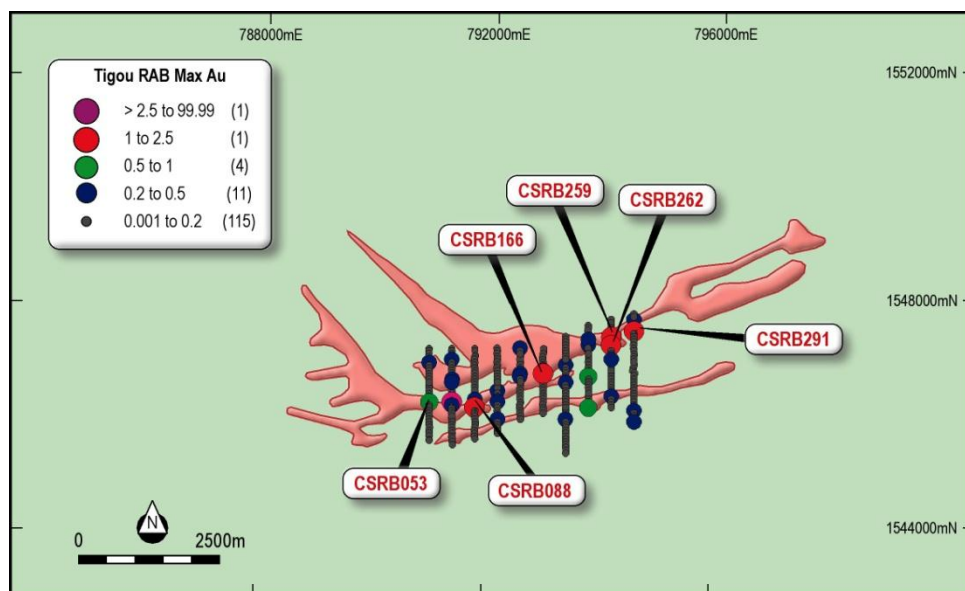 788000mE 792000mE 796000mE
Tigou RAB Max Au
> 2.5 to 99.99 (1)
1 to 2.5 (1)
0.5 to 1 (4)
0.2 to 0.5 (11)
0.001 to 0.2 (115)
1552000mN
CSRB259
CSRB262
CSRB166
1548000mN
CSRB291
CSRB053
CSRB088
N
1544000mN
0 2500m